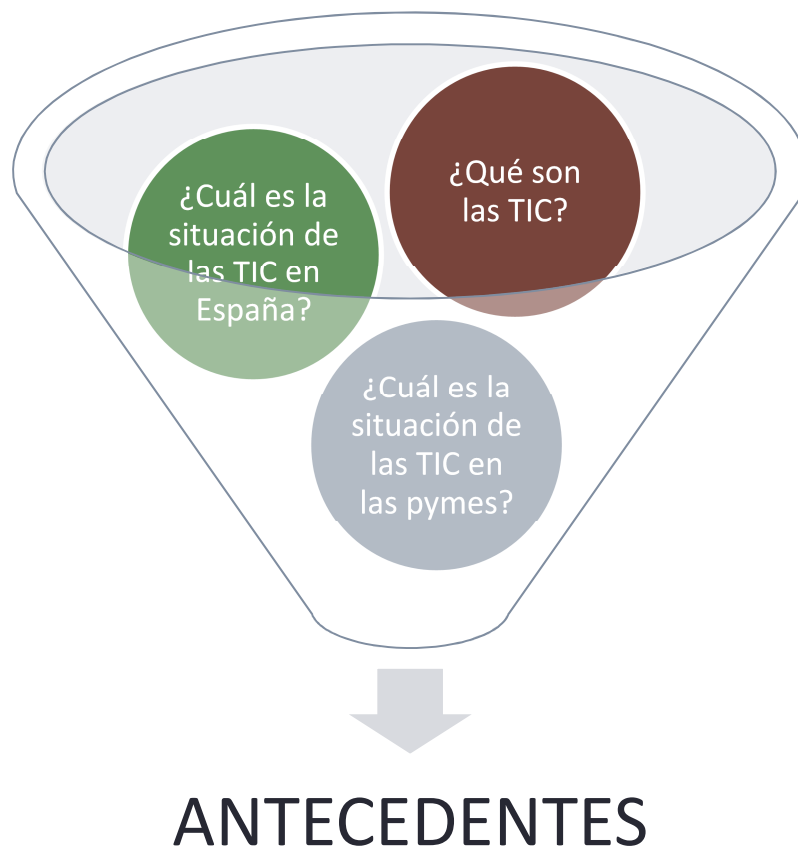 ¿Qué son
las TIC?
¿Cuál es la
situación de
las TIC en
España?
¿Cuál es la
situación de
las TIC en
las pymes?
ANTECEDENTES